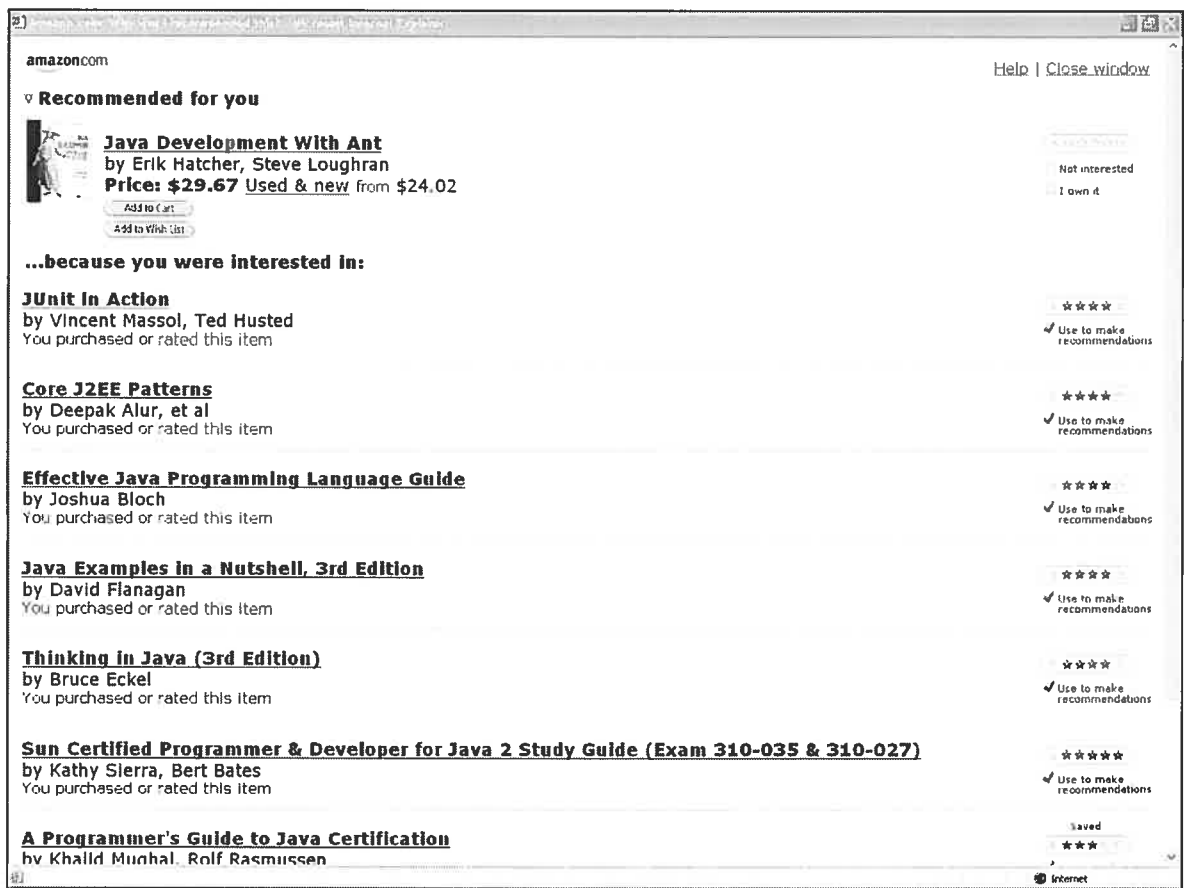 amazoncom
Help | Close window
Recommended for you
Java Development With Ant
by Erik Hatcher, Steve Loughran
Price: $29.67 Used & new from $24.02
Not interested
I own it
Add to Cart
Add to Wish List
...because you were interested in:
JUnit in Action
by Vincent Massol, Ted Husted
You purchased or rated this item
Use to make
recommendations
Core J2EE Patterns
by Deepak Alur, et al
You purchased or rated this item
Use to make
recommendations
Effective Java Programming Language Guide
by Joshua Bloch
You purchased or rated this item
Use to make
recommendations
Java Examples in a Nutshell, 3rd Edition
by David Flanagan
You purchased or rated this item
Use to make
recommendations
Thinking in Java (3rd Edition)
by Bruce Eckel
You purchased or rated this item
Use to make
recommendations
Sun Certified Programmer & Developer for Java 2 Study Guide (Exam 310-035 & 310-027)
by Kathy Sierra, Bert Bates
You purchased or rated this item
Use to make
recommendations
Saved
A Programmer's Guide to Java Certification
by Khalid Mughal, Rolf Rasmussen
Internet